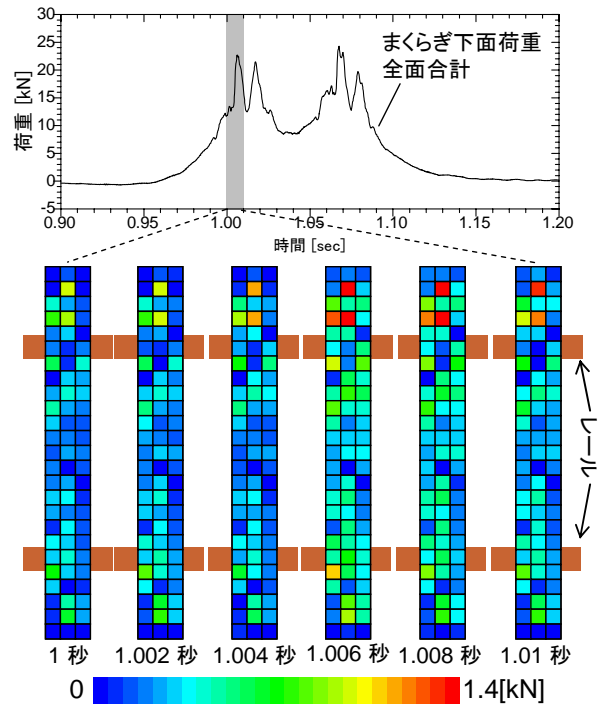 30
25
20
15
10
5
0
-5
荷重 [kN]
まくらぎ下面荷重
全面合計
0.90
0.95
1.00
1.05
1.10
1.15
1.20
時間 [sec]
レール
1 秒
1.002 秒
1.004 秒
1.006 秒
1.008 秒
1.01 秒
0
1.4[kN]